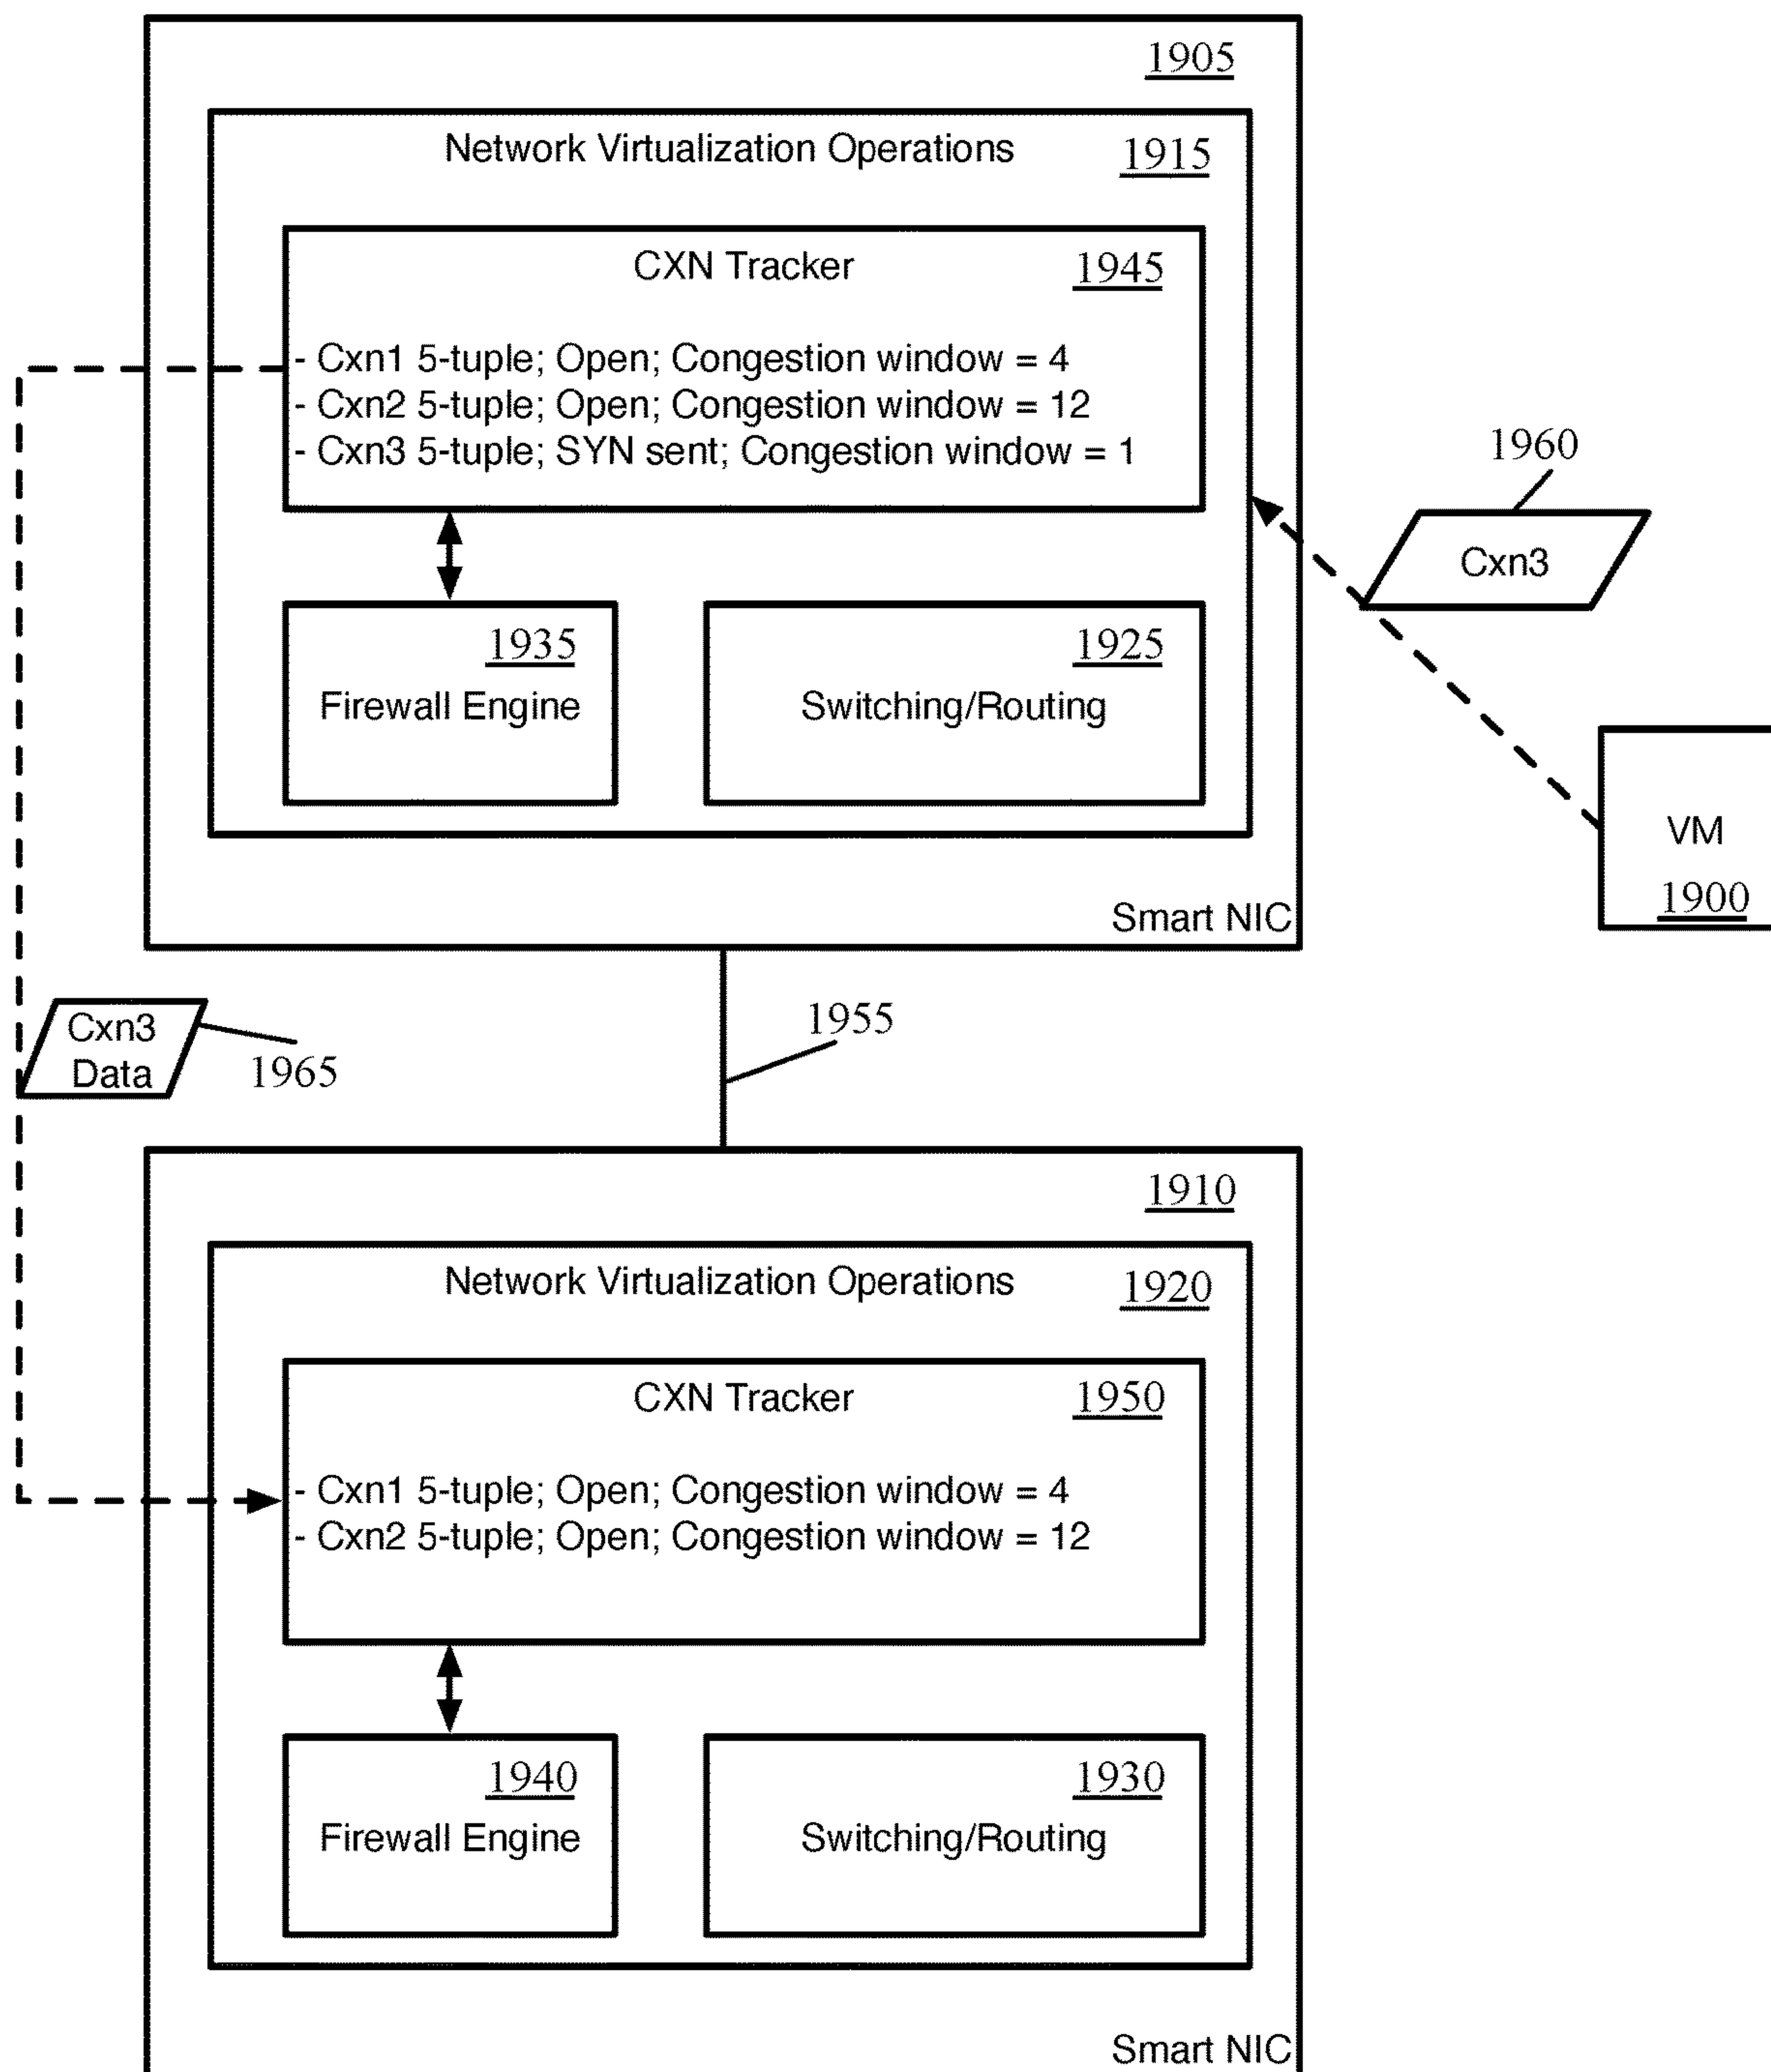 1905
Network Virtualization Operations
1915
CXN Tracker
1945
- Cxn1 5-tuple; Open; Congestion window = 4
- Cxn2 5-tuple; Open; Congestion window = 12
- Cxn3 5-tuple; SYN sent; Congestion window = 1
1960
Cxn3
1935
Firewall Engine
1925
Switching/Routing
VM
1900
Smart NIC
Cxn3
Data
1965
1955
1910
Network Virtualization Operations
1920
CXN Tracker
1950
- Cxn1 5-tuple; Open; Congestion window = 4
- Cxn2 5-tuple; Open; Congestion window = 12
1940
Firewall Engine
1930
Switching/Routing
Smart NIC